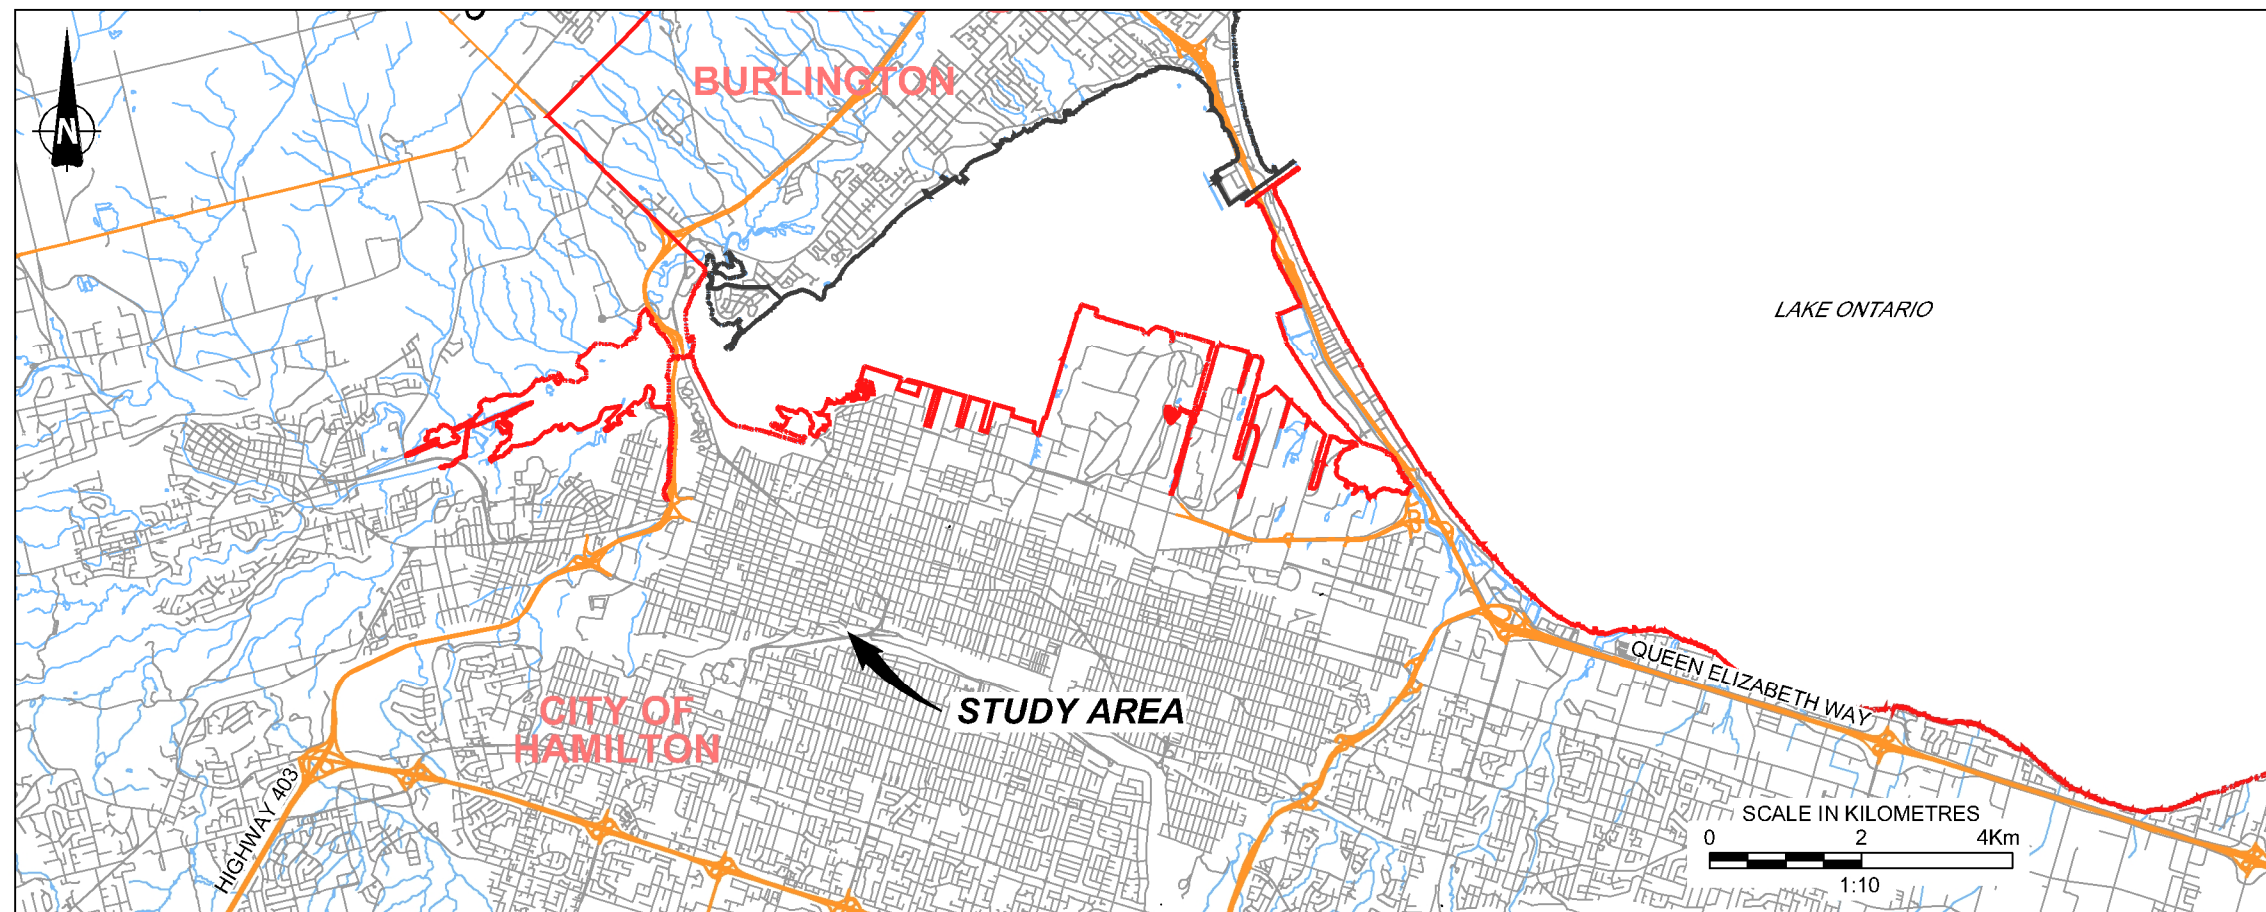 BURLINGTON
N
LAKE ONTARIO
QUEEN ELIZABETH WAY
STUDY AREA
CITY OF
HAMILTON
HIGHWAY 403
SCALE IN KILOMETRES
0 2 4Km
1:10